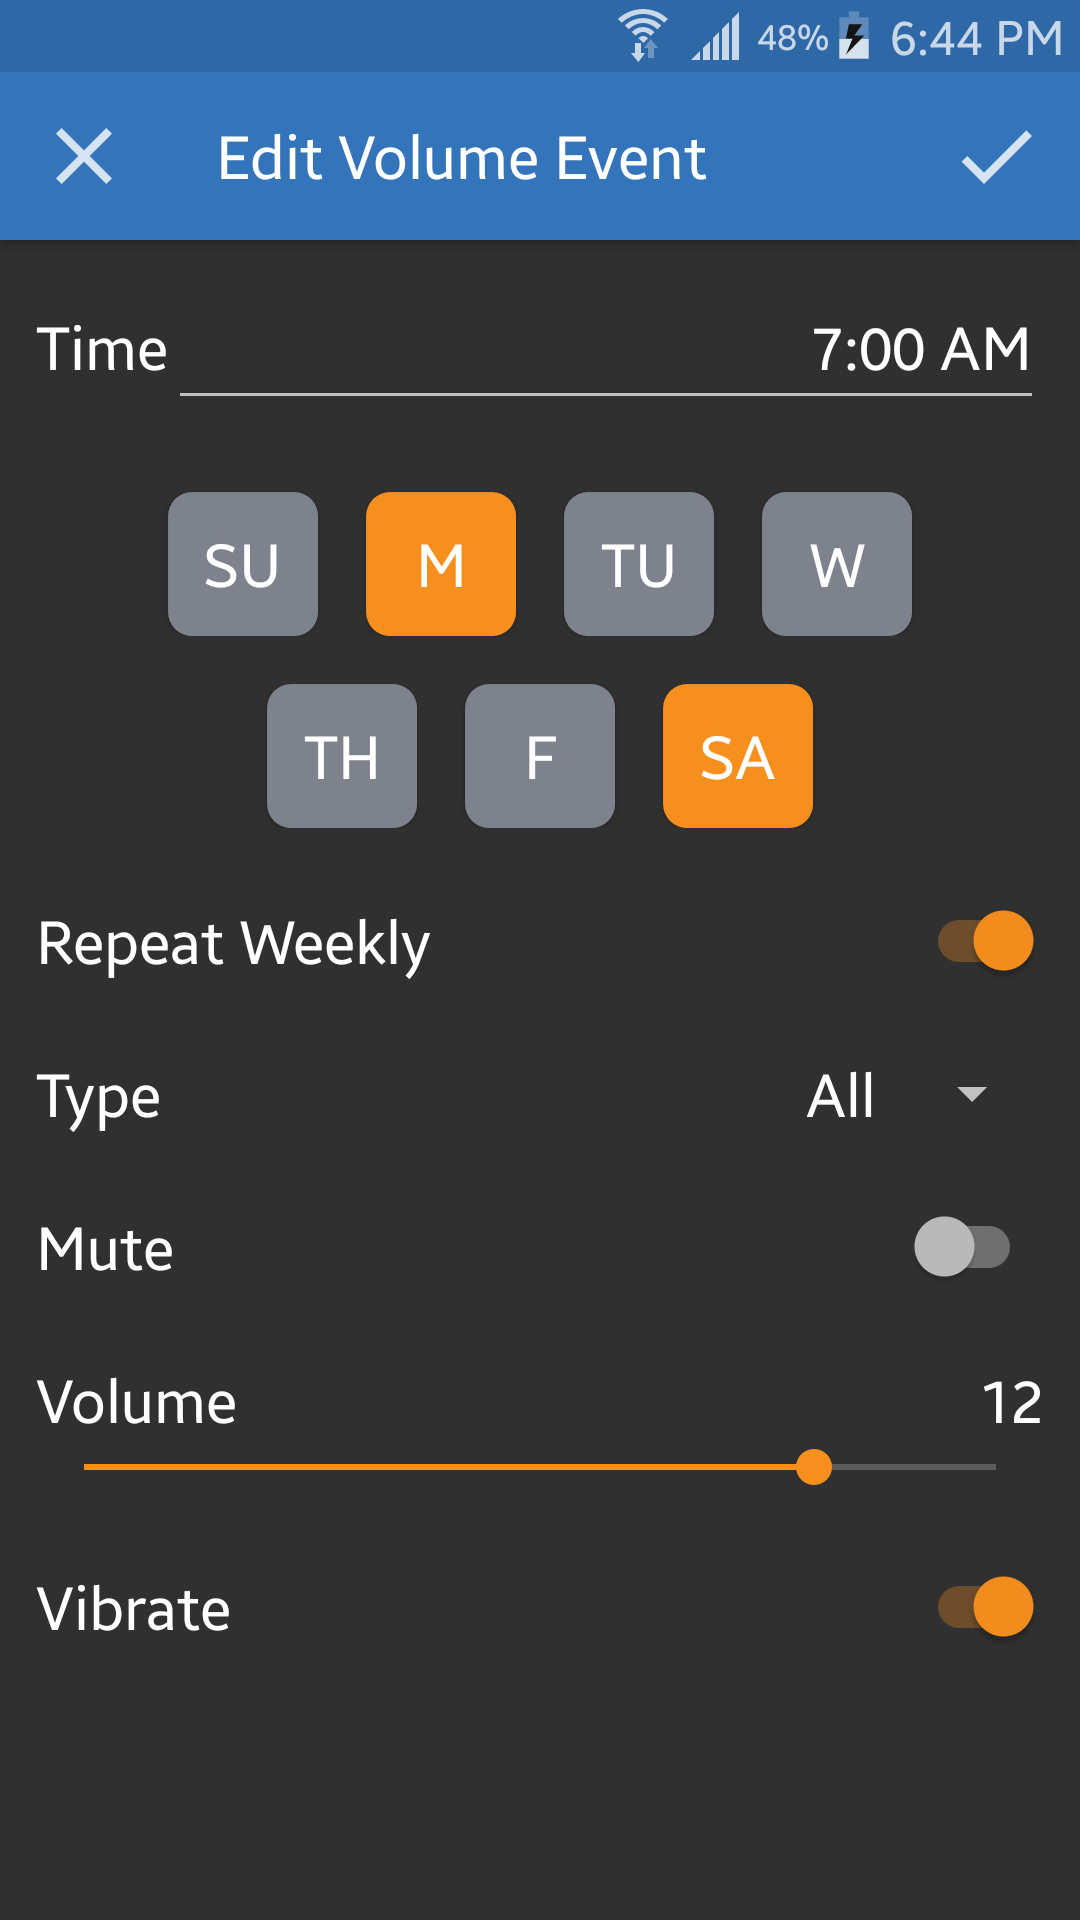 48% 6:44 PM
Edit Volume Event
Time 7:00 AM
SU M TU W
TH F SA
Repeat Weekly
Type All
Mute
Volume 12
Vibrate